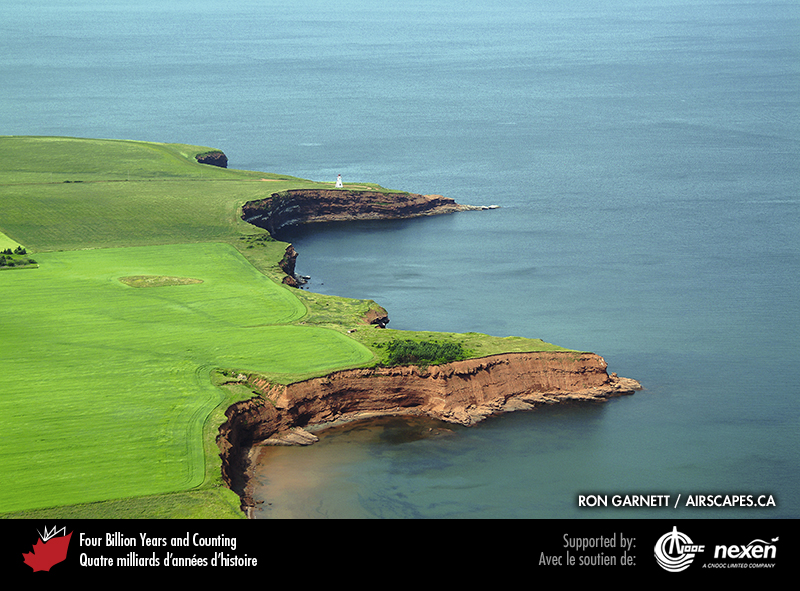 RON GARNETT / AIRSCAPES.CA
Four Billion Years and Counting
Quatre milliards d'années d'histoire
Supported by:
Avec le soutien de:
CNOOC
nexen
A CNOOC LIMITED COMPANY